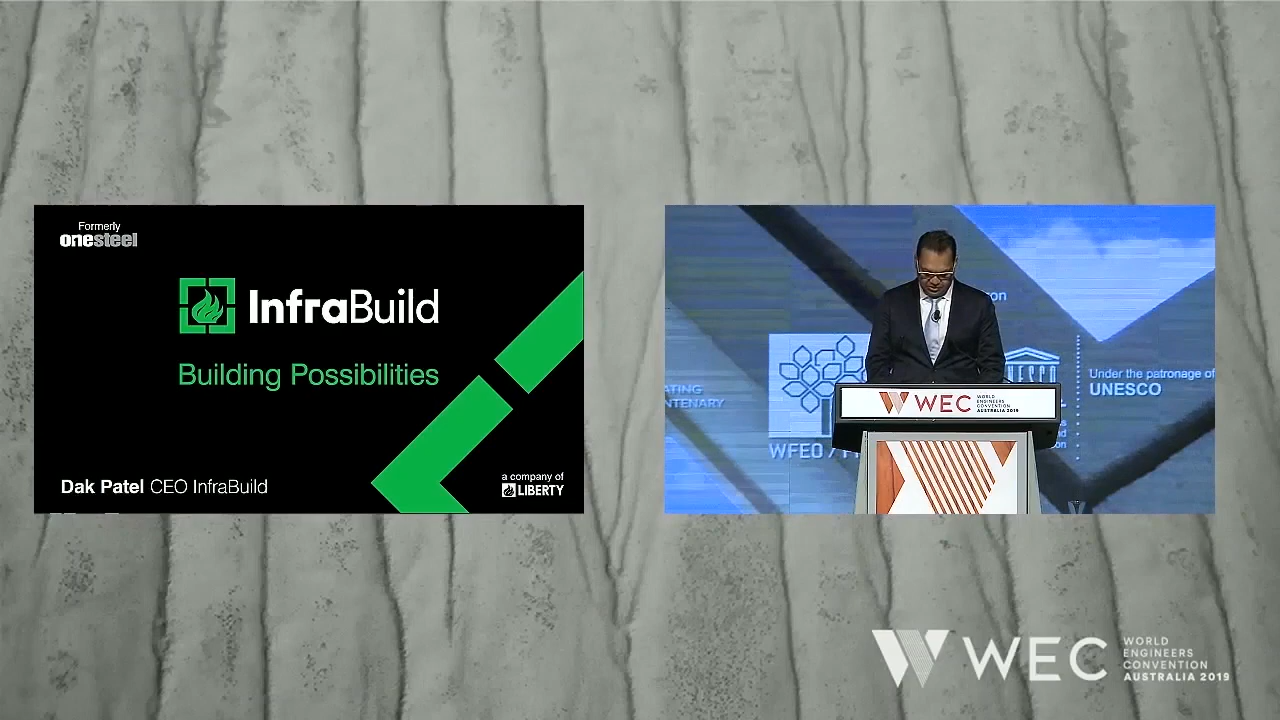 Formerly
onesteel
InfraBuild
Building Possibilities
Dak Patel CEO InfraBuild
a company of
LIBERTY
Under the patronage of
UNESCO
WFEO
WEC
WORLD
ENGINEERS
CONVENTION
AUSTRALIA 2019
WEC
WORLD
ENGINEERS
CONVENTION
AUSTRALIA 2019